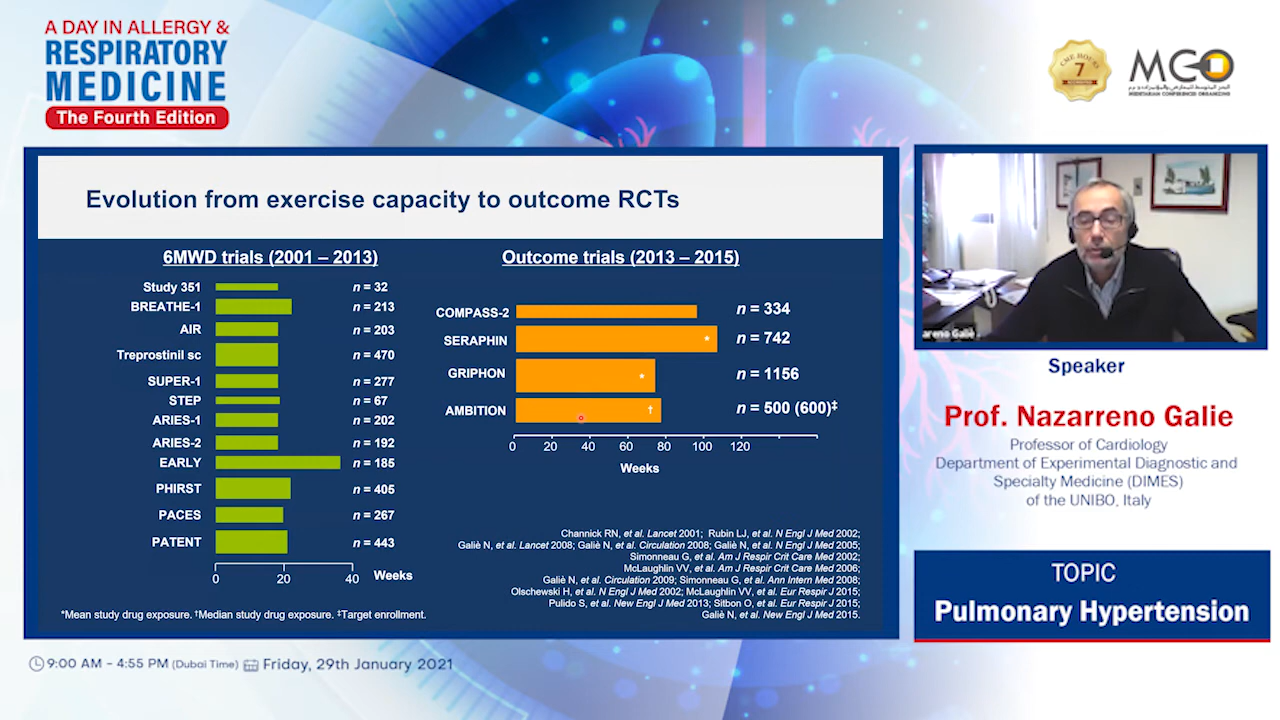 A DAY IN ALLERGY &
RESPIRATORY
MEDICINE
The Fourth Edition
CME HOURS
7
ACCREDITED
MCO
MEDITERIAN CONFERENCES ORGANIZING
Evolution from exercise capacity to outcome RCTs
6MWD trials (2001 – 2013)
Study 351 n = 32
BREATHE-1 n = 213
AIR n = 203
Treprostinil sc n = 470
SUPER-1 n = 277
STEP n = 67
ARIES-1 n = 202
ARIES-2 n = 192
EARLY n = 185
PHIRST n = 405
PACES n = 267
PATENT n = 443
0 20 40 Weeks
Outcome trials (2013 – 2015)
COMPASS-2 n = 334
SERAPHIN * n = 742
GRIPHON * n = 1156
AMBITION † n = 500 (600)‡
0 20 40 60 80 100 120
Weeks
Channick RN, et al. Lancet 2001; Rubin LJ, et al. N Engl J Med 2002;
Galiè N, et al. Lancet 2008; Galiè N, et al. Circulation 2008; Galiè N, et al. N Engl J Med 2005;
Simonneau G, et al. Am J Respir Crit Care Med 2002;
McLaughlin VV, et al. Am J Respir Crit Care Med 2006;
Galiè N, et al. Circulation 2009; Simonneau G, et al. Ann Intern Med 2008;
Olschewski H, et al. N Engl J Med 2002; McLaughlin VV, et al. Eur Respir J 2015;
Pulido S, et al. New Engl J Med 2013; Sitbon O, et al. Eur Respir J 2015;
Galiè N, et al. New Engl J Med 2015.
*Mean study drug exposure. †Median study drug exposure. ‡Target enrollment.
areno Galiè
Speaker
Prof. Nazarreno Galie
Professor of Cardiology
Department of Experimental Diagnostic and
Specialty Medicine (DIMES)
of the UNIBO, Italy
TOPIC
Pulmonary Hypertension
9:00 AM - 4:55 PM (Dubai Time) Friday, 29th January 2021